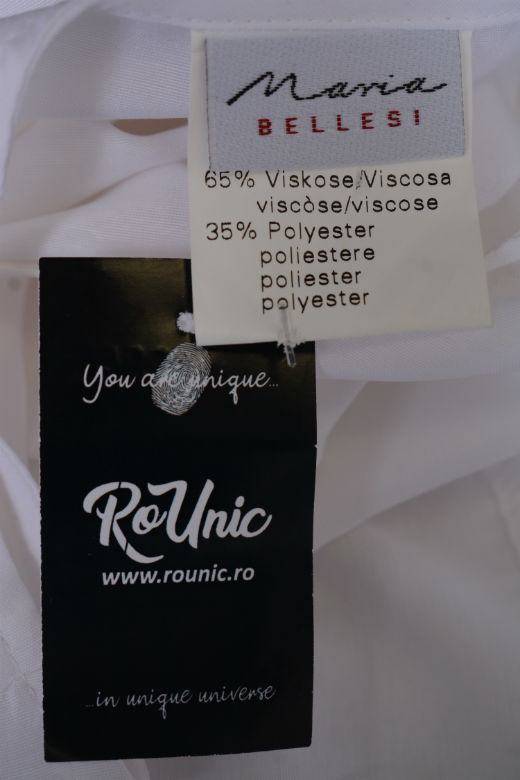 Maria
BELLESI
65% Viskose/Viscosa
viscòse/viscose
35% Polyester
poliestere
poliester
polyester
You are unique...
RoUnic
www.rounic.ro
...in unique universe